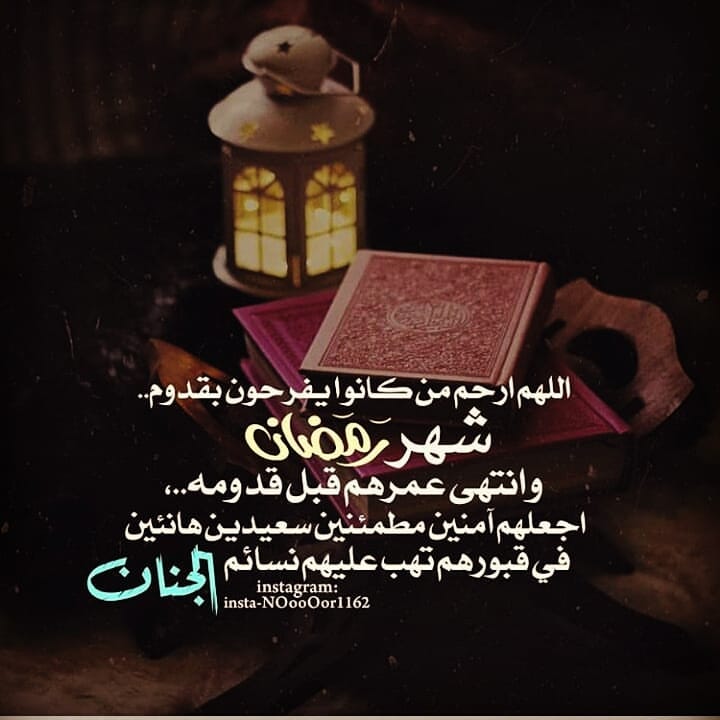 اللهم ارحم من كانوا يفرحون بقدوم..
شهر رَمَضان
وانتهى عمرهم قبل قدومه..،
اجعلهم آمنين مطمئنين سعيدين هانئين
في قبورهم تهب عليهم نسائم الجنان
instagram:
insta-NOooOor1162